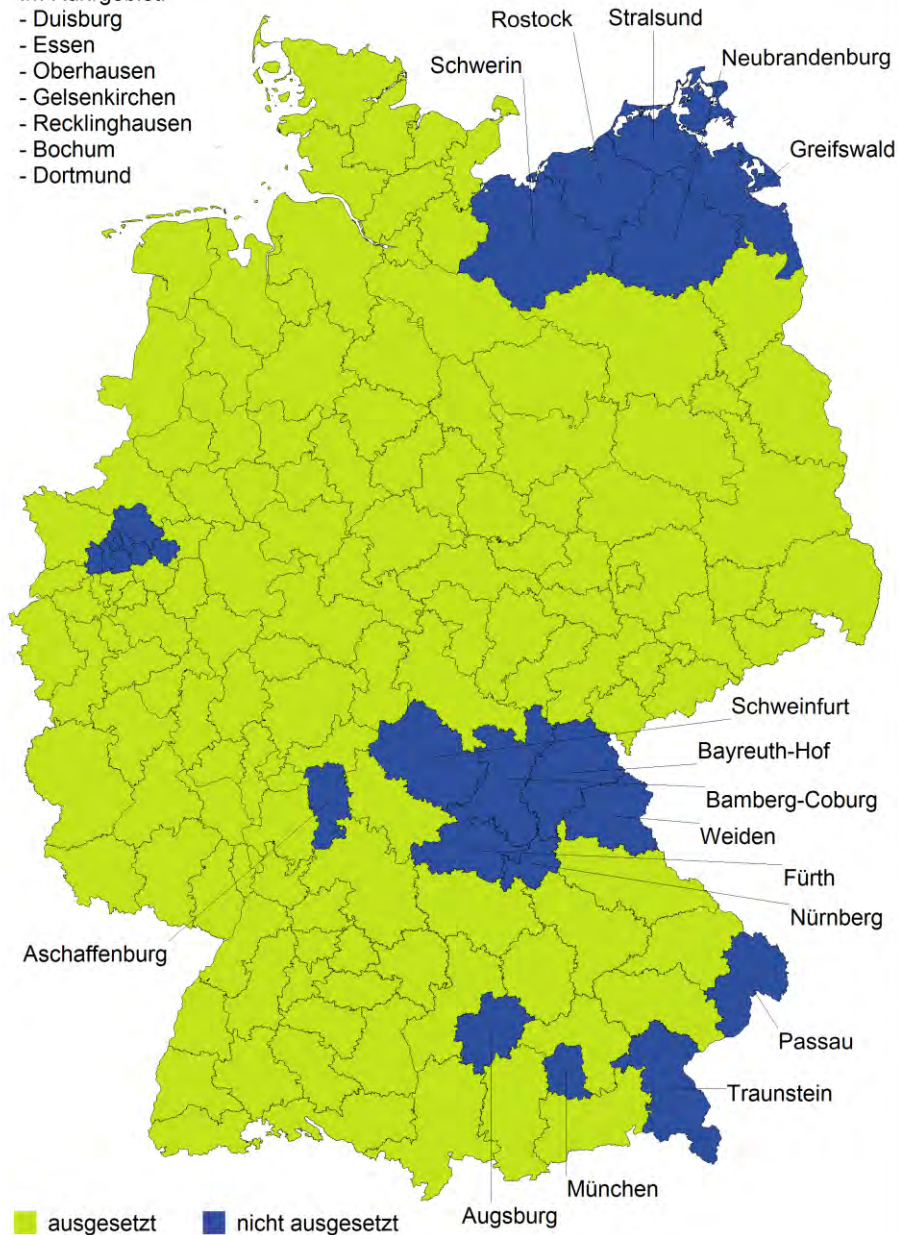 - Duisburg
- Essen
- Oberhausen
- Gelsenkirchen
- Recklinghausen
- Bochum
- Dortmund
Rostock
Stralsund
Schwerin
Neubrandenburg
Greifswald
Schweinfurt
Bayreuth-Hof
Bamberg-Coburg
Weiden
Fürth
Nürnberg
Aschaffenburg
Passau
Traunstein
München
Augsburg
ausgesetzt
nicht ausgesetzt